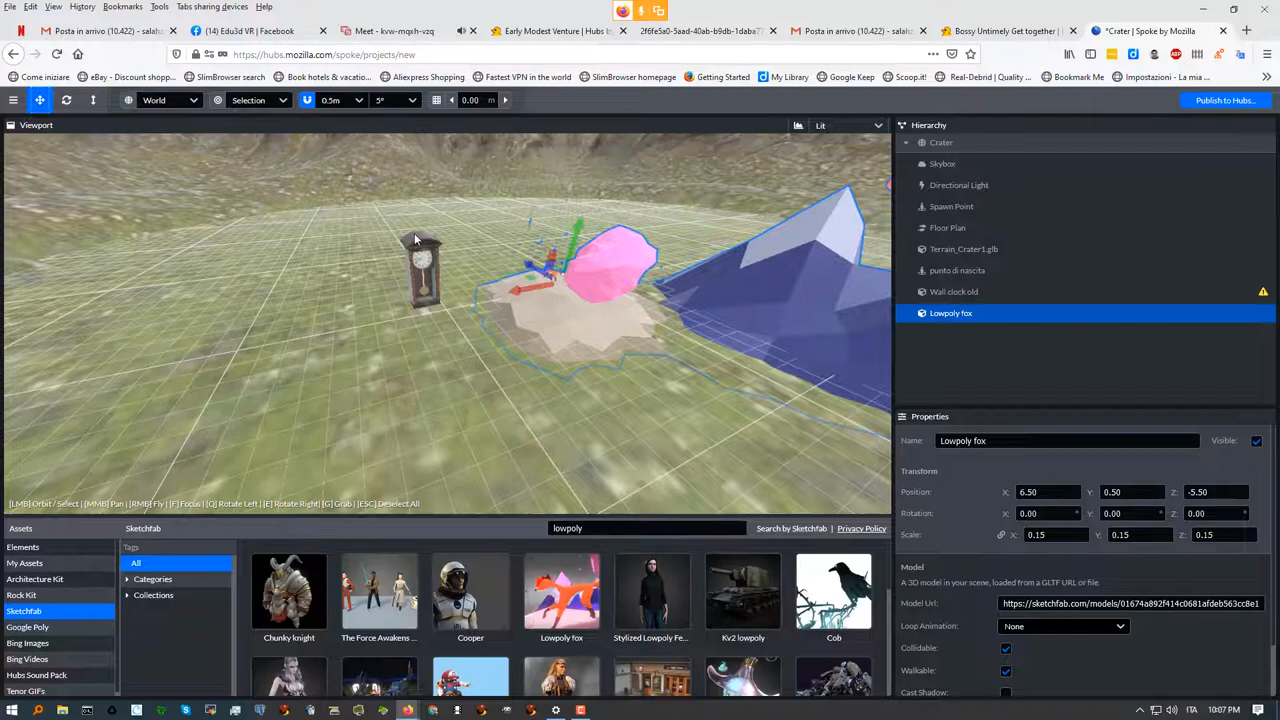 File Edit View History Bookmarks Tools Tabs sharing devices Help
Posta in arrivo (10.422) - salaha
(14) Edu3d VR | Facebook
Meet - kvw-mqxh-vzq
Early Modest Venture | Hubs by
2f6fe5a0-5aad-40ab-b9db-1daba77
Posta in arrivo (10.422) - salaha
Bossy Untimely Get together |
*Crater | Spoke by Mozilla
https://hubs.mozilla.com/spoke/projects/new
Come iniziare
eBay - Discount shopp...
SlimBrowser search
Book hotels & vacatio...
Aliexpress Shopping
Fastest VPN in the world
SlimBrowser homepage
Getting Started
My Library
Google Keep
Scoop.it!
Real-Debrid | Quality ...
Bookmark Me
Impostazioni - La mia ...
World Selection 0.5m 5° 0.00 m Publish to Hubs...
Viewport Lit
[LMB] Orbit / Select | [MMB] Pan | [RMB] Fly | [F] Focus | [Q] Rotate Left | [E] Rotate Right | [G] Grab | [ESC] Deselect All
Hierarchy
Crater
Skybox
Directional Light
Spawn Point
Floor Plan
Terrain_Crater1.glb
punto di nascita
Wall clock old
Lowpoly fox
Properties
Name: Lowpoly fox Visible:
Transform
Position: X: 6.50 Y: 0.50 Z: -5.50
Rotation: X: 0.00 ° Y: 0.00 ° Z: 0.00 °
Scale: X: 0.15 Y: 0.15 Z: 0.15
Model
A 3D model in your scene, loaded from a GLTF URL or file.
Model Url: https://sketchfab.com/models/01674a892f414c0681afdeb563cc8e1
Loop Animation: None
Collidable:
Walkable:
Cast Shadow:
Assets Sketchfab lowpoly Search by Sketchfab | Privacy Policy
Elements
My Assets
Architecture Kit
Rock Kit
Sketchfab
Google Poly
Bing Images
Bing Videos
Hubs Sound Pack
Tenor GIFs
Tags
All
Categories
Collections
Chunky knight
The Force Awakens ...
Cooper
Lowpoly fox
Stylized Lowpoly Fe...
Kv2 lowpoly
Cob
ITA 10:07 PM